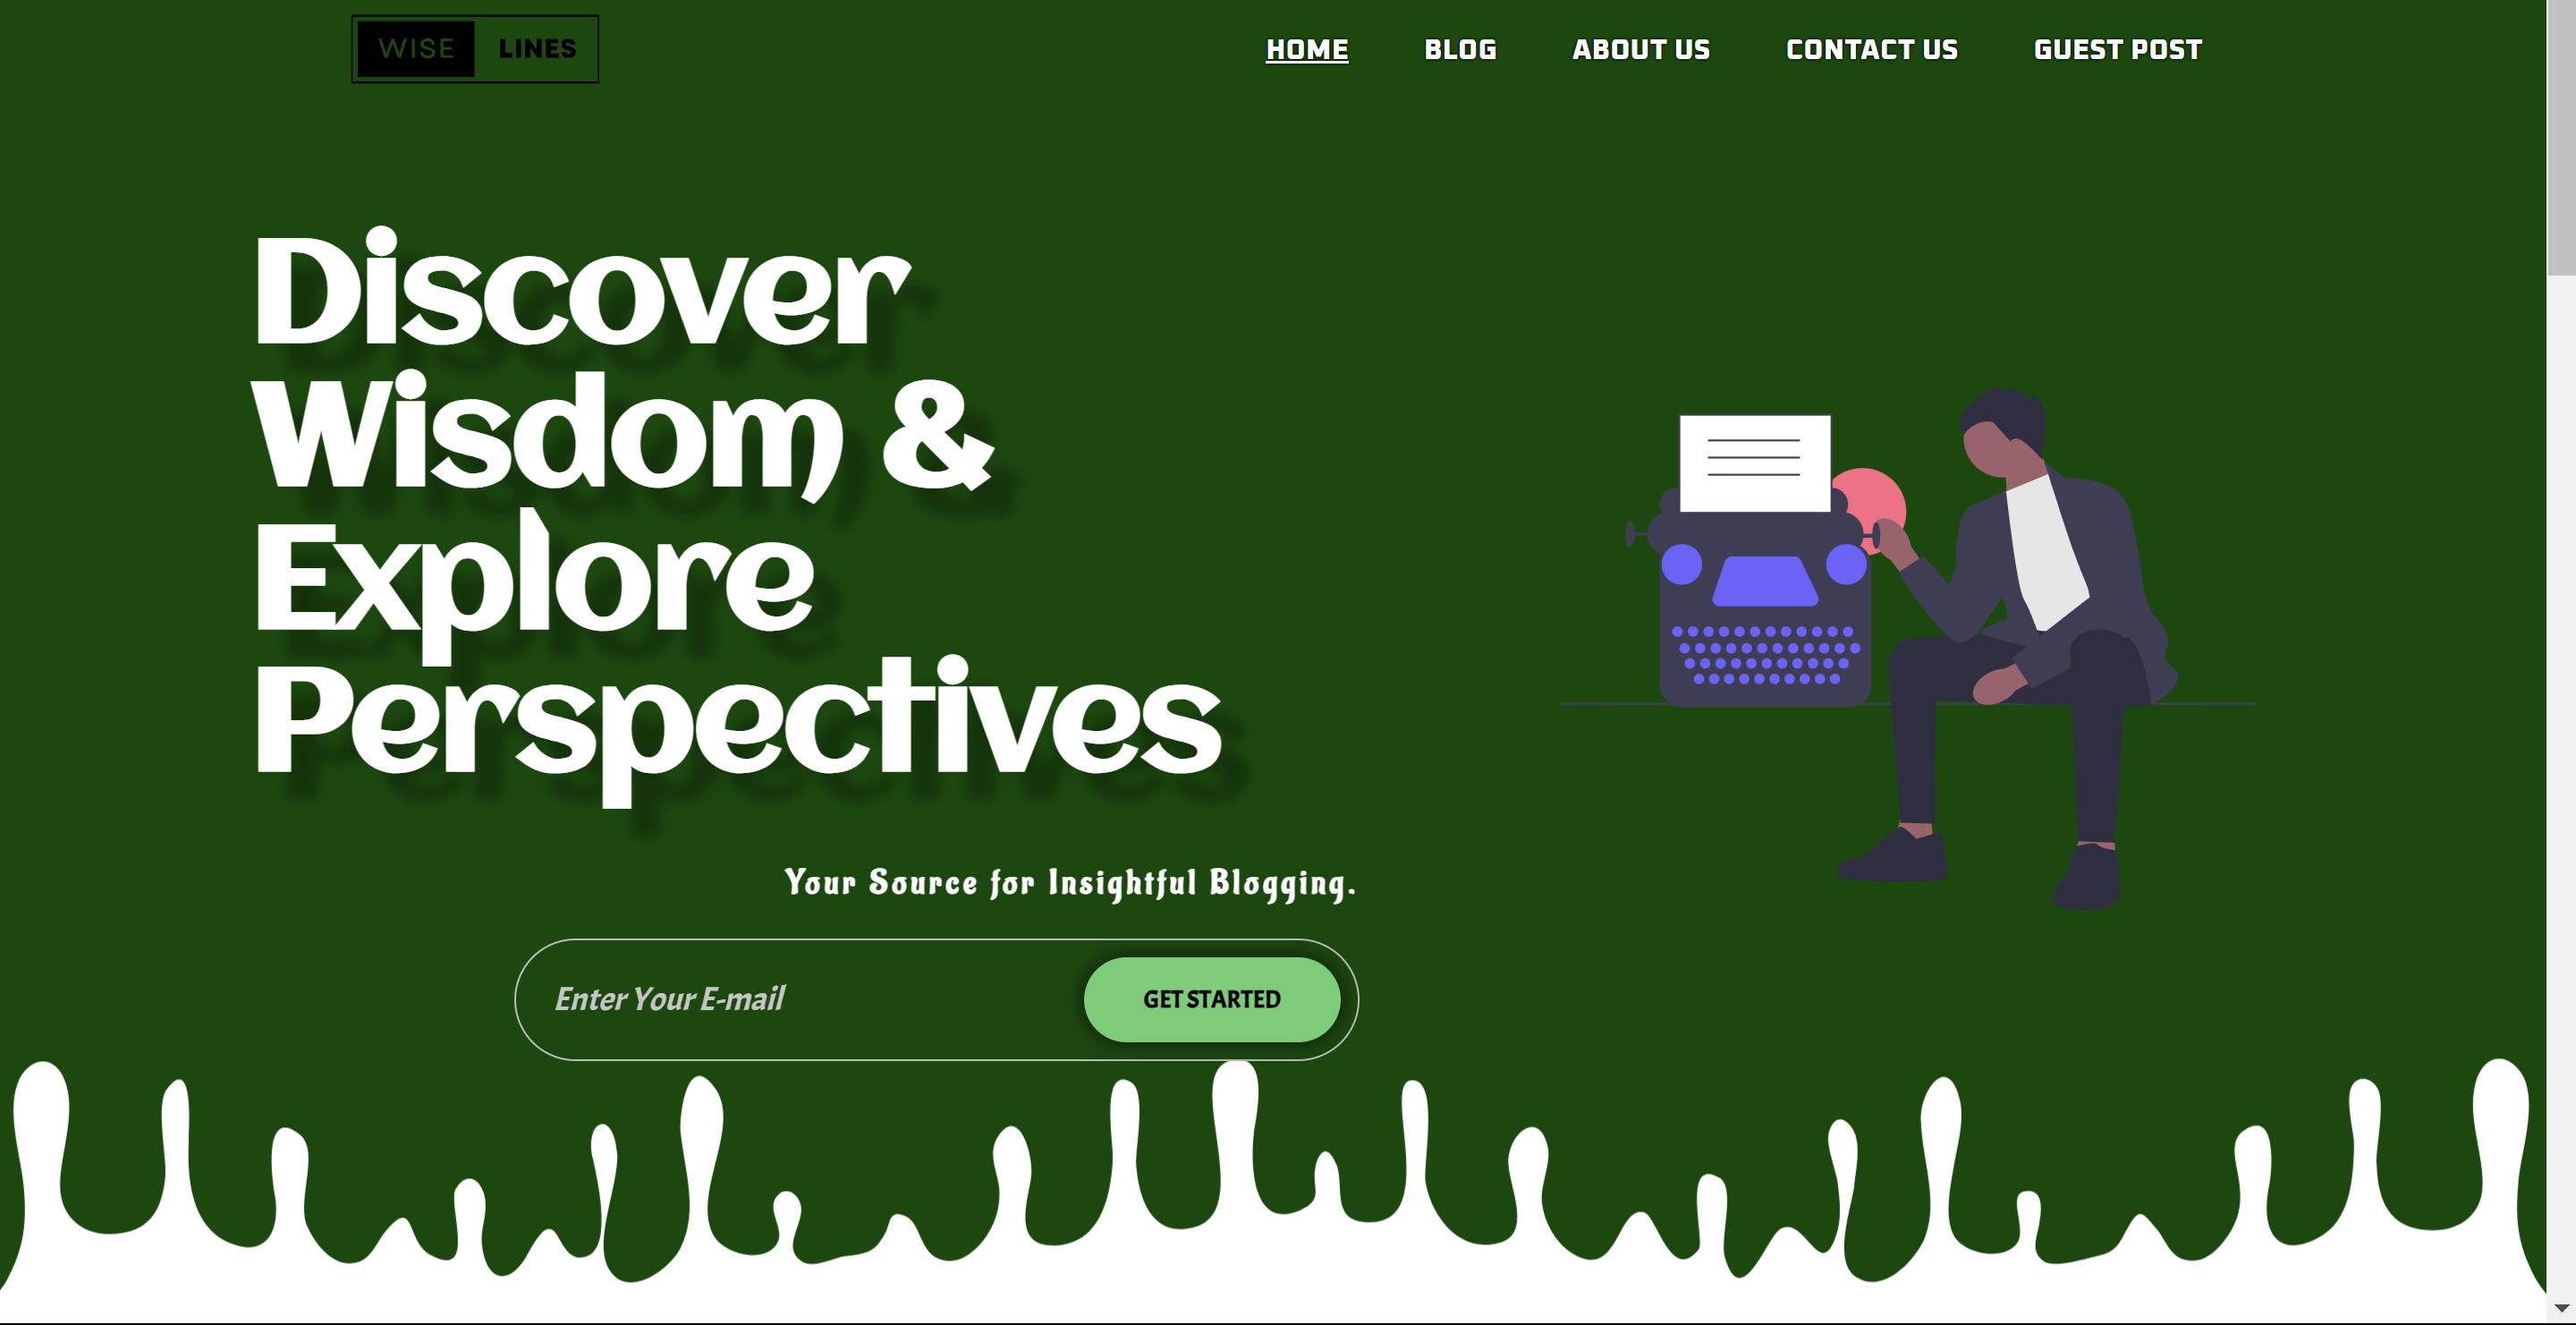 WISE LINES
HOME BLOG ABOUT US CONTACT US GUEST POST
Discover
Wisdom &
Explore
Perspectives
Your Source for Insightful Blogging.
Enter Your E-mail
GET STARTED